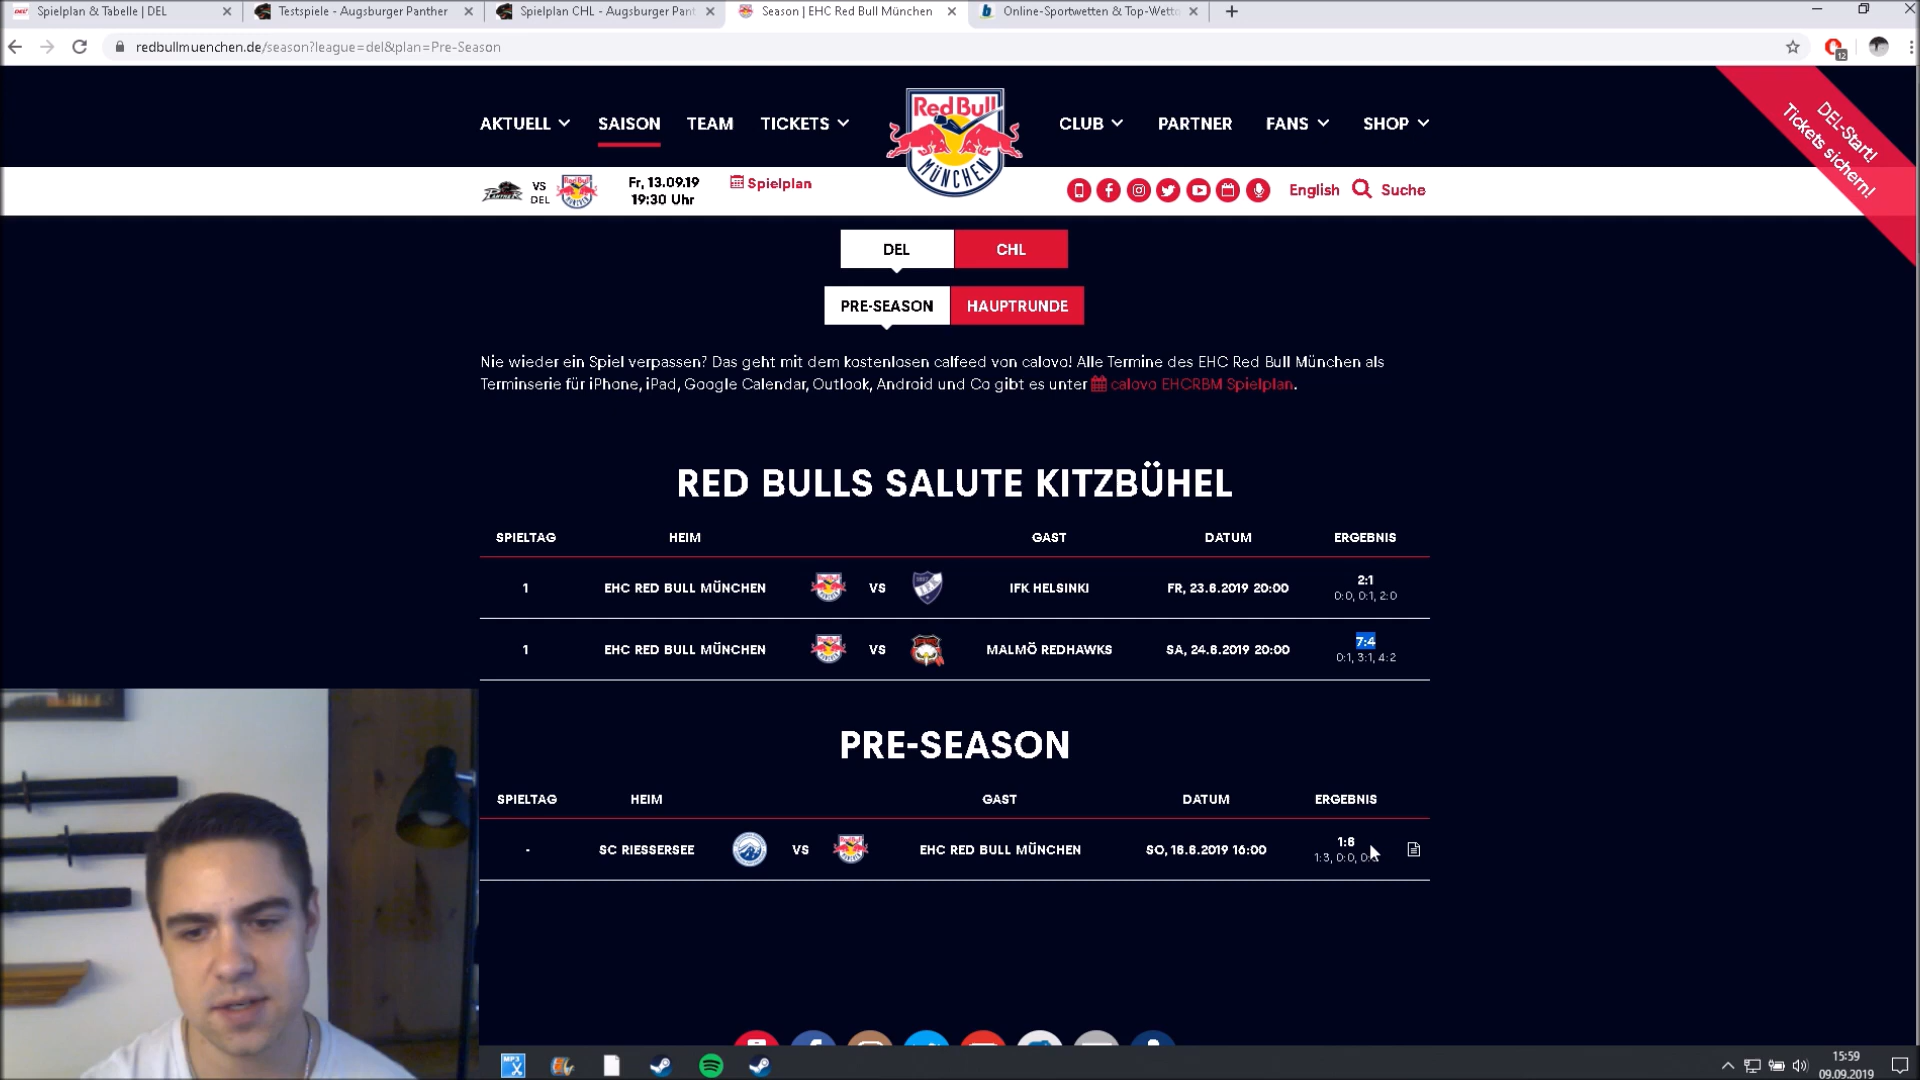 Spielplan & Tabelle | DEL
Testspiele - Augsburger Panther
Spielplan CHL - Augsburger Pant
Season | EHC Red Bull München
Online-Sportwetten & Top-Wett
redbullmuenchen.de/season?league=del&plan=Pre-Season
12
AKTUELL SAISON TEAM TICKETS CLUB PARTNER FANS SHOP
Red Bull
MÜNCHEN
DEL-Start!
Tickets sichern!
VS
DEL
Fr, 13.09.19
19:30 Uhr
Spielplan
English
Suche
DEL CHL
PRE-SEASON HAUPTRUNDE
Nie wieder ein Spiel verpassen? Das geht mit dem kostenlosen calfeed von calovo! Alle Termine des EHC Red Bull München als
Terminserie für iPhone, iPad, Google Calendar, Outlook, Android und Co gibt es unter calovo EHCRBM Spielplan.
RED BULLS SALUTE KITZBÜHEL
SPIELTAG HEIM GAST DATUM ERGEBNIS
1 EHC RED BULL MÜNCHEN VS IFK HELSINKI FR, 23.8.2019 20:00 2:1
0:0, 0:1, 2:0
1 EHC RED BULL MÜNCHEN VS MALMÖ REDHAWKS SA, 24.8.2019 20:00 7:4
0:1, 3:1, 4:2
PRE-SEASON
SPIELTAG HEIM GAST DATUM ERGEBNIS
- SC RIESSERSEE VS EHC RED BULL MÜNCHEN SO, 18.8.2019 16:00 1:8
1:3, 0:0,
MP3
15:59
09.09.2019